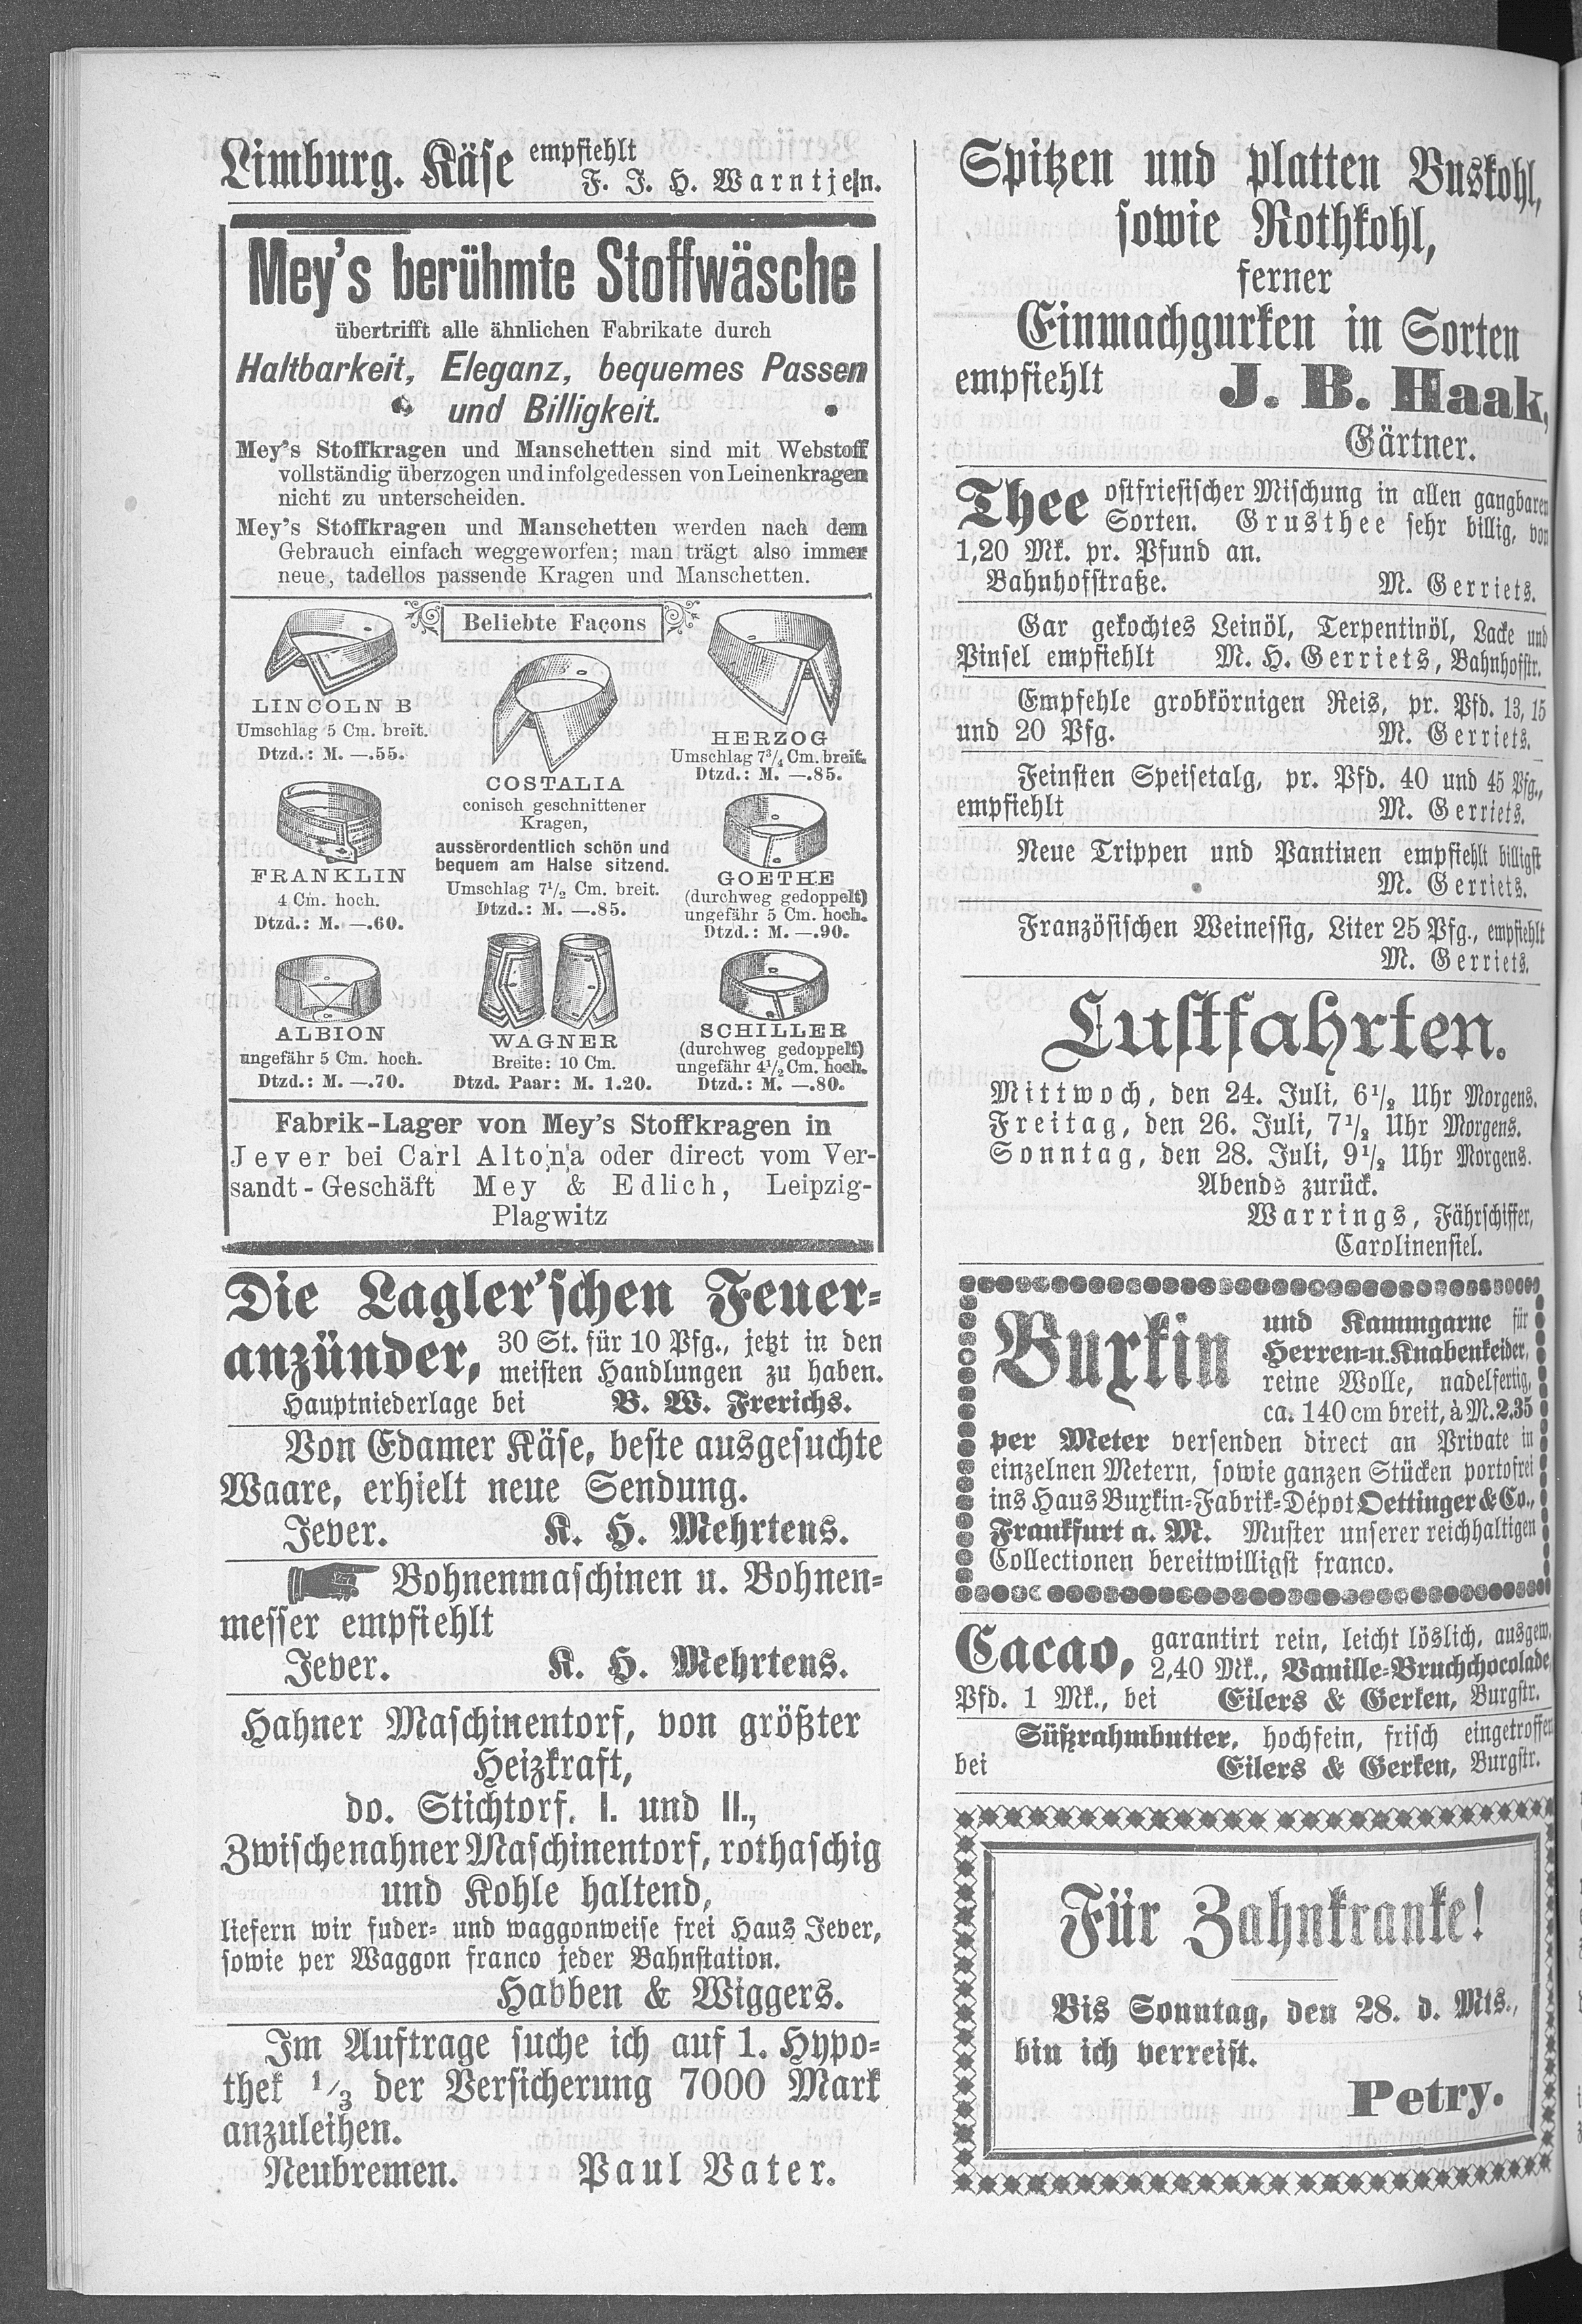 Limburg. Käse empfiehlt
F. J. H. Warntjen.
Mey's berühmte Stoffwäsche
übertrifft alle ähnlichen Fabrikate durch
Haltbarkeit, Eleganz, bequemes Passen
und Billigkeit.
Mey's Stoffkragen und Manschetten sind mit Webstoff
vollständig überzogen und infolgedessen von Leinenkragen
nicht zu unterscheiden.
Mey's Stoffkragen und Manschetten werden nach dem
Gebrauch einfach weggeworfen; man trägt also immer
neue, tadellos passende Kragen und Manschetten.
Beliebte Façons
LINCOLN B
Umschlag 5 Cm. breit.
Dtzd.: M. —.55.
COSTALIA
conisch geschnittener
Kragen,
ausserordentlich schön und
bequem am Halse sitzend.
Umschlag 7 1/2 Cm. breit.
Dtzd.: M. —.85.
HERZOG
Umschlag 7 3/4 Cm. breit.
Dtzd.: M. —.85.
FRANKLIN
4 Cm. hoch.
Dtzd.: M. —.60.
GOETHE
(durchweg gedoppelt)
ungefähr 5 Cm. hoch.
Dtzd.: M. —.90.
ALBION
ungefähr 5 Cm. hoch.
Dtzd.: M. —.70.
WAGNER
Breite: 10 Cm.
Dtzd. Paar: M. 1.20.
SCHILLER
(durchweg gedoppelt)
ungefähr 4 1/2 Cm. hoch.
Dtzd.: M. —.80.
Fabrik-Lager von Mey's Stoffkragen in
Jever bei Carl Altona oder direct vom Ver-
sandt-Geschäft Mey & Edlich, Leipzig-
Plagwitz
Die Lagler'schen Feuer-
anzünder, 30 St. für 10 Pfg., jetzt in den
meisten Handlungen zu haben.
Hauptniederlage bei B. W. Frerichs.
Von Edamer Käse, beste ausgesuchte
Waare, erhielt neue Sendung.
Jever. K. H. Mehrtens.
Bohnenmaschinen u. Bohnen-
messer empfiehlt
Jever. K. H. Mehrtens.
Hahner Maschinentorf, von größter
Heizkraft,
do. Stichtorf, I. und II.,
Zwischenahner Maschinentorf, rothaschig
und Kohle haltend,
liefern wir fuder- und waggonweise frei Haus Jever,
sowie per Waggon franco jeder Bahnstation.
Habben & Wiggers.
Im Auftrage suche ich auf 1. Hypo-
thek 1/3 der Versicherung 7000 Mark
anzuleihen.
Neubremen. Paul Vater.
Spitzen und platten Buskohl,
sowie Rothkohl,
ferner
Einmachgurken in Sorten
empfiehlt J. B. Haak,
Gärtner.
Thee ostfriesischer Mischung in allen gangbaren
Sorten. Grusthee sehr billig, von
1,20 Mk. pr. Pfund an.
Bahnhofstraße. M. Gerriets.
Gar gekochtes Leinöl, Terpentinöl, Lacke und
Pinsel empfiehlt M. H. Gerriets, Bahnhofstr.
Empfehle grobkörnigen Reis, pr. Pfd. 13, 15
und 20 Pfg. M. Gerriets.
Feinsten Speisetalg, pr. Pfd. 40 und 45 Pfg.,
empfiehlt M. Gerriets.
Neue Trippen und Pantinen empfiehlt billigst
M. Gerriets.
Französischen Weinessig, Liter 25 Pfg., empfiehlt
M. Gerriets.
Lustfahrten.
Mittwoch, den 24. Juli, 6 1/2 Uhr Morgens.
Freitag, den 26. Juli, 7 1/2 Uhr Morgens.
Sonntag, den 28. Juli, 9 1/2 Uhr Morgens.
Abends zurück.
Warrings, Fährschiffer,
Carolinensiel.
Buxkin und Kammgarne für
Herren- u. Knabenkeider,
reine Wolle, nadelfertig,
ca. 140 cm breit, à M. 2.35
per Meter versenden direct an Private in
einzelnen Metern, sowie ganzen Stücken portofrei
ins Haus Buxkin-Fabrik-Dépot Oettinger & Co.,
Frankfurt a. M. Muster unserer reichhaltigen
Collectionen bereitwilligst franco.
Cacao, garantirt rein, leicht löslich, ausgew.
2,40 Mk., Vanille-Bruchchocolade,
Pfd. 1 Mk., bei Eilers & Gerken, Burgstr.
Süßrahmbutter, hochfein, frisch eingetroffen
bei Eilers & Gerken, Burgstr.
Für Zahnkranke!
Bis Sonntag, den 28. d. Mts.,
bin ich verreist.
Petry.